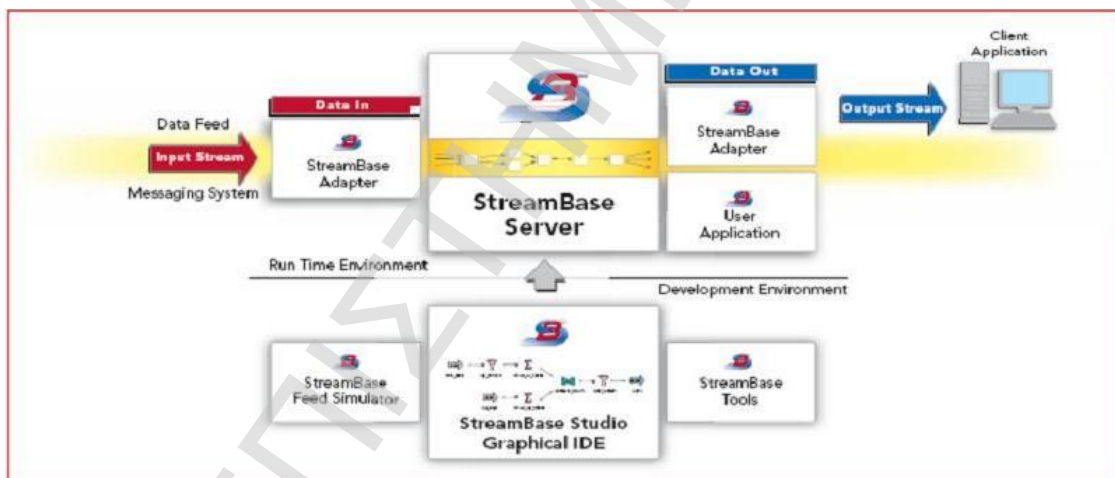 Client
Application
Data In
Data Out
Data Feed
Input Stream
Messaging System
StreamBase
Adapter
StreamBase
Server
StreamBase
Adapter
User
Application
Output Stream
Run Time Environment
Development Environment
StreamBase
Feed Simulator
StreamBase Studio
Graphical IDE
StreamBase
Tools
ΠΙΣΤΗΜ